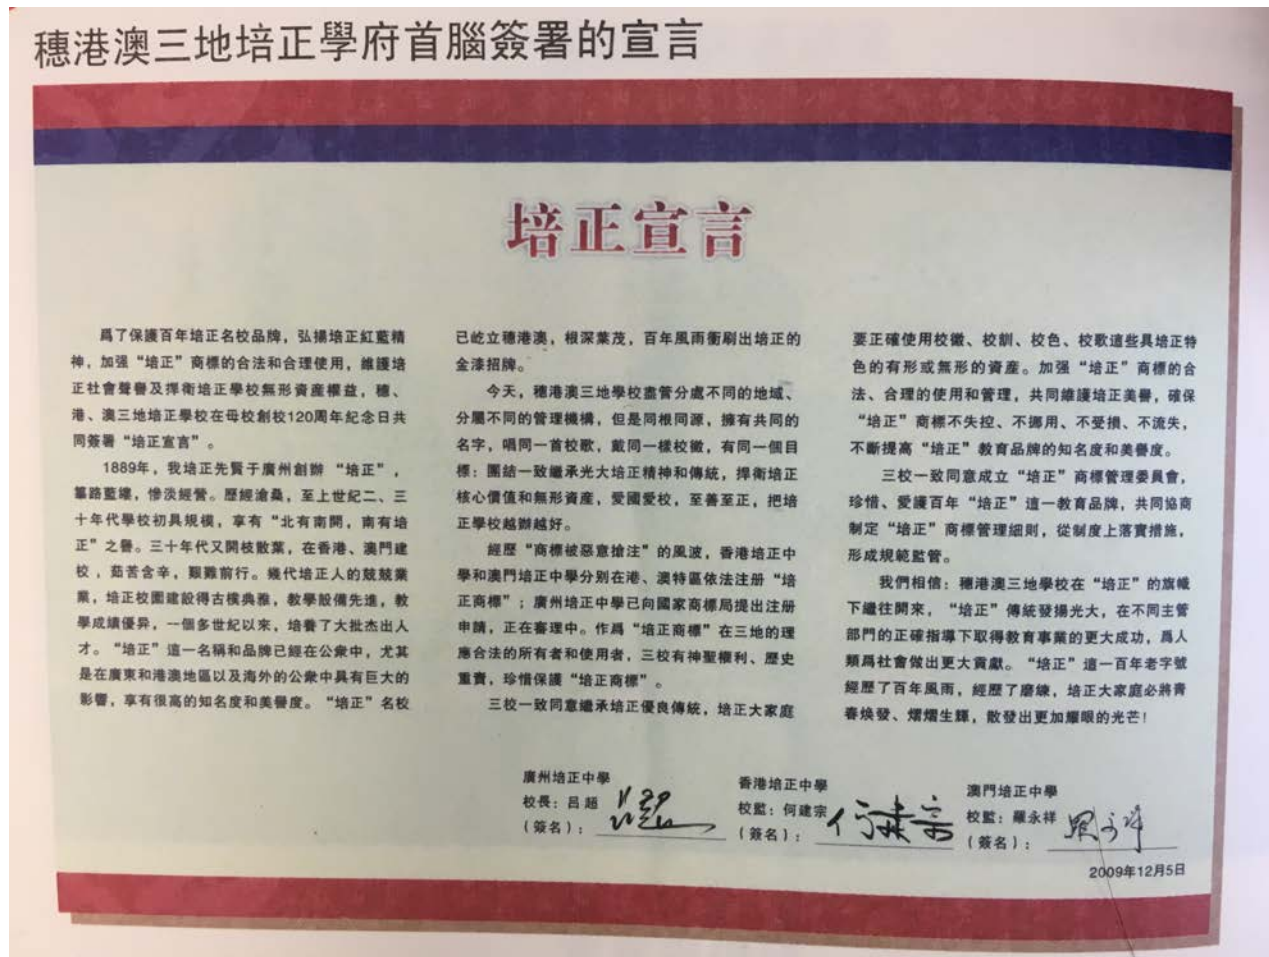 穗港澳三地培正學府首腦簽署的宣言
培正宣言
爲了保護百年培正名校品牌，弘揚培正紅藍精
神，加强“培正”商標的合法和合理使用，維護培
正社會聲譽及捍衛培正學校無形資産權益，穗、
港、澳三地培正學校在母校創校120周年紀念日共
同簽署“培正宣言”。
1889年，我培正先賢于廣州創辦“培正”，
篳路藍縷，慘淡經營。歷經滄桑，至上世紀二、三
十年代學校初具規模，享有“北有南開，南有培
正”之譽。三十年代又開枝散葉，在香港、澳門建
校，茹苦含辛，艱難前行。幾代培正人的兢兢業
業，培正校園建設得古樸典雅，教學設備先進，教
學成績優异，一個多世紀以來，培養了大批杰出人
才。“培正”這一名稱和品牌已經在公衆中，尤其
是在廣東和港澳地區以及海外的公衆中具有巨大的
影響，享有很高的知名度和美譽度。“培正”名校
已屹立穗港澳，根深葉茂，百年風雨衝刷出培正的
金漆招牌。
今天，穗港澳三地學校盡管分處不同的地域、
分屬不同的管理機構，但是同根同源，擁有共同的
名字，唱同一首校歌，戴同一樣校徽，有同一個目
標：團結一致繼承光大培正精神和傳統，捍衛培正
核心價值和無形資産，愛國愛校，至善至正，把培
正學校越辦越好。
經歷“商標被惡意搶注”的風波，香港培正中
學和澳門培正中學分别在港、澳特區依法注册“培
正商標”；廣州培正中學已向國家商標局提出注册
申請，正在審理中。作爲“培正商標”在三地的理
應合法的所有者和使用者，三校有神聖權利、歷史
重責，珍惜保護“培正商標”。
三校一致同意繼承培正優良傳統，培正大家庭
要正確使用校徽、校訓、校色、校歌這些具培正特
色的有形或無形的資産。加强“培正”商標的合
法、合理的使用和管理，共同維護培正美譽，確保
“培正”商標不失控、不挪用、不受損、不流失，
不斷提高“培正”教育品牌的知名度和美譽度。
三校一致同意成立“培正”商標管理委員會，
珍惜、愛護百年“培正”這一教育品牌，共同協商
制定“培正”商標管理細則，從制度上落實措施，
形成規範監管。
我們相信：穗港澳三地學校在“培正”的旗幟
下繼往開來，“培正”傳統發揚光大，在不同主管
部門的正確指導下取得教育事業的更大成功，爲人
類爲社會做出更大貢獻。“培正”這一百年老字號
經歷了百年風雨，經歷了磨練，培正大家庭必將青
春焕發、熠熠生輝，散發出更加耀眼的光芒！
廣州培正中學
校長：吕超
（簽名）：
香港培正中學
校監：何建宗
（簽名）：何建宗
澳門培正中學
校監：羅永祥
（簽名）：
2009年12月5日